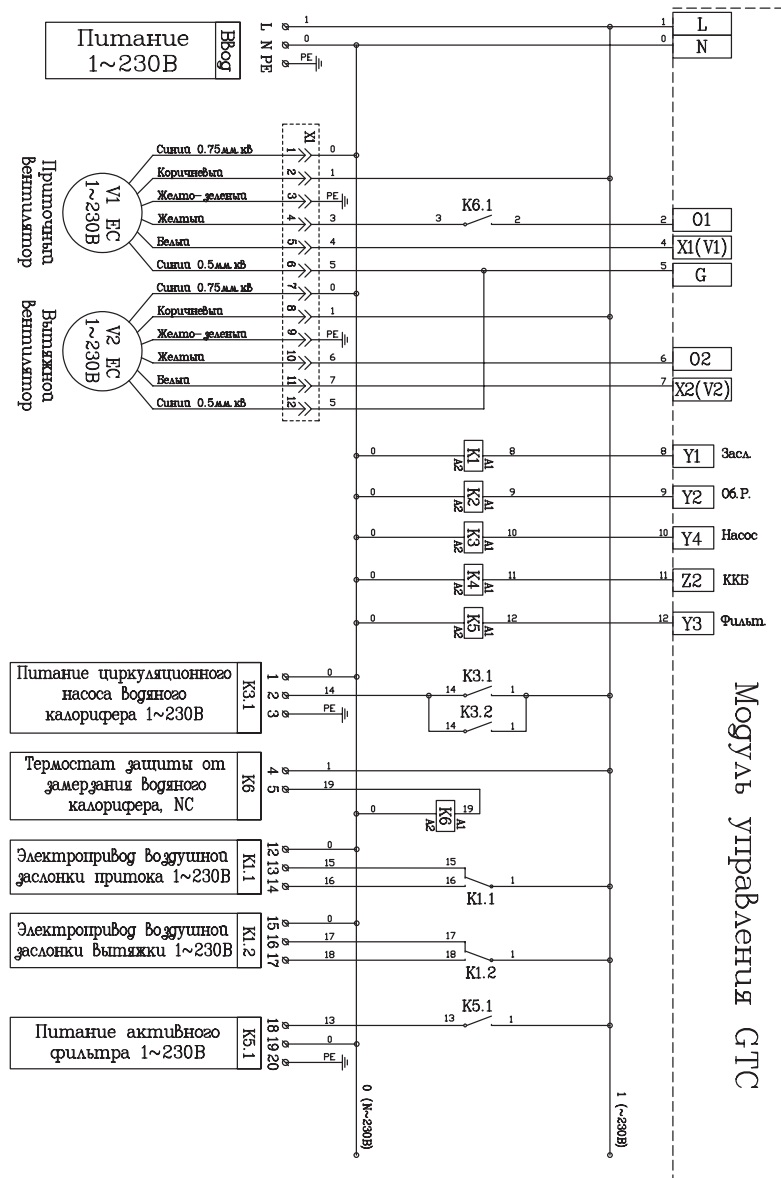 Питание
1~230В
Ввод
L
N
PE
1
0
PE
1
0
L
N
X1
Синий 0.75мм.кв
1
0
Коричневый
2
1
Желто-зеленый
3
PE
Желтый
4
3
3
K6.1
2
2
O1
Белый
5
4
4
X1(V1)
Синий 0.5мм.кв
6
5
5
G
V1 EC
1~230В
Приточный
вентилятор
Синий 0.75мм.кв
7
0
Коричневый
8
1
Желто-зеленый
9
PE
Желтый
10
6
6
O2
Белый
11
7
7
X2(V2)
Синий 0.5мм.кв
12
5
V2 EC
1~230В
Вытяжной
вентилятор
0
K1
A1
A2
8
8
Y1
Засл.
0
K2
A1
A2
9
9
Y2
Об.Р.
0
K3
A1
A2
10
10
Y4
Насос
0
K4
A1
A2
11
11
Z2
ККБ
0
K5
A1
A2
12
12
Y3
Фильт.
Модуль управления GTC
Питание циркуляционного
насоса водяного
калорифера 1~230В
K3.1
1
2
3
0
14
PE
14
K3.1
1
14
K3.2
1
Термостат защиты от
замерзания водяного
калорифера, NC
K6
4
5
1
19
0
K6
A1
A2
19
Электропривод воздушной
заслонки притока 1~230В
K1.1
12
13
14
0
15
16
15
16
K1.1
1
Электропривод воздушной
заслонки вытяжки 1~230В
K1.2
15
16
17
0
17
18
17
18
K1.2
1
Питание активного
фильтра 1~230В
K5.1
18
19
20
13
0
PE
13
K5.1
1
0 (N~230В)
1 (~230В)